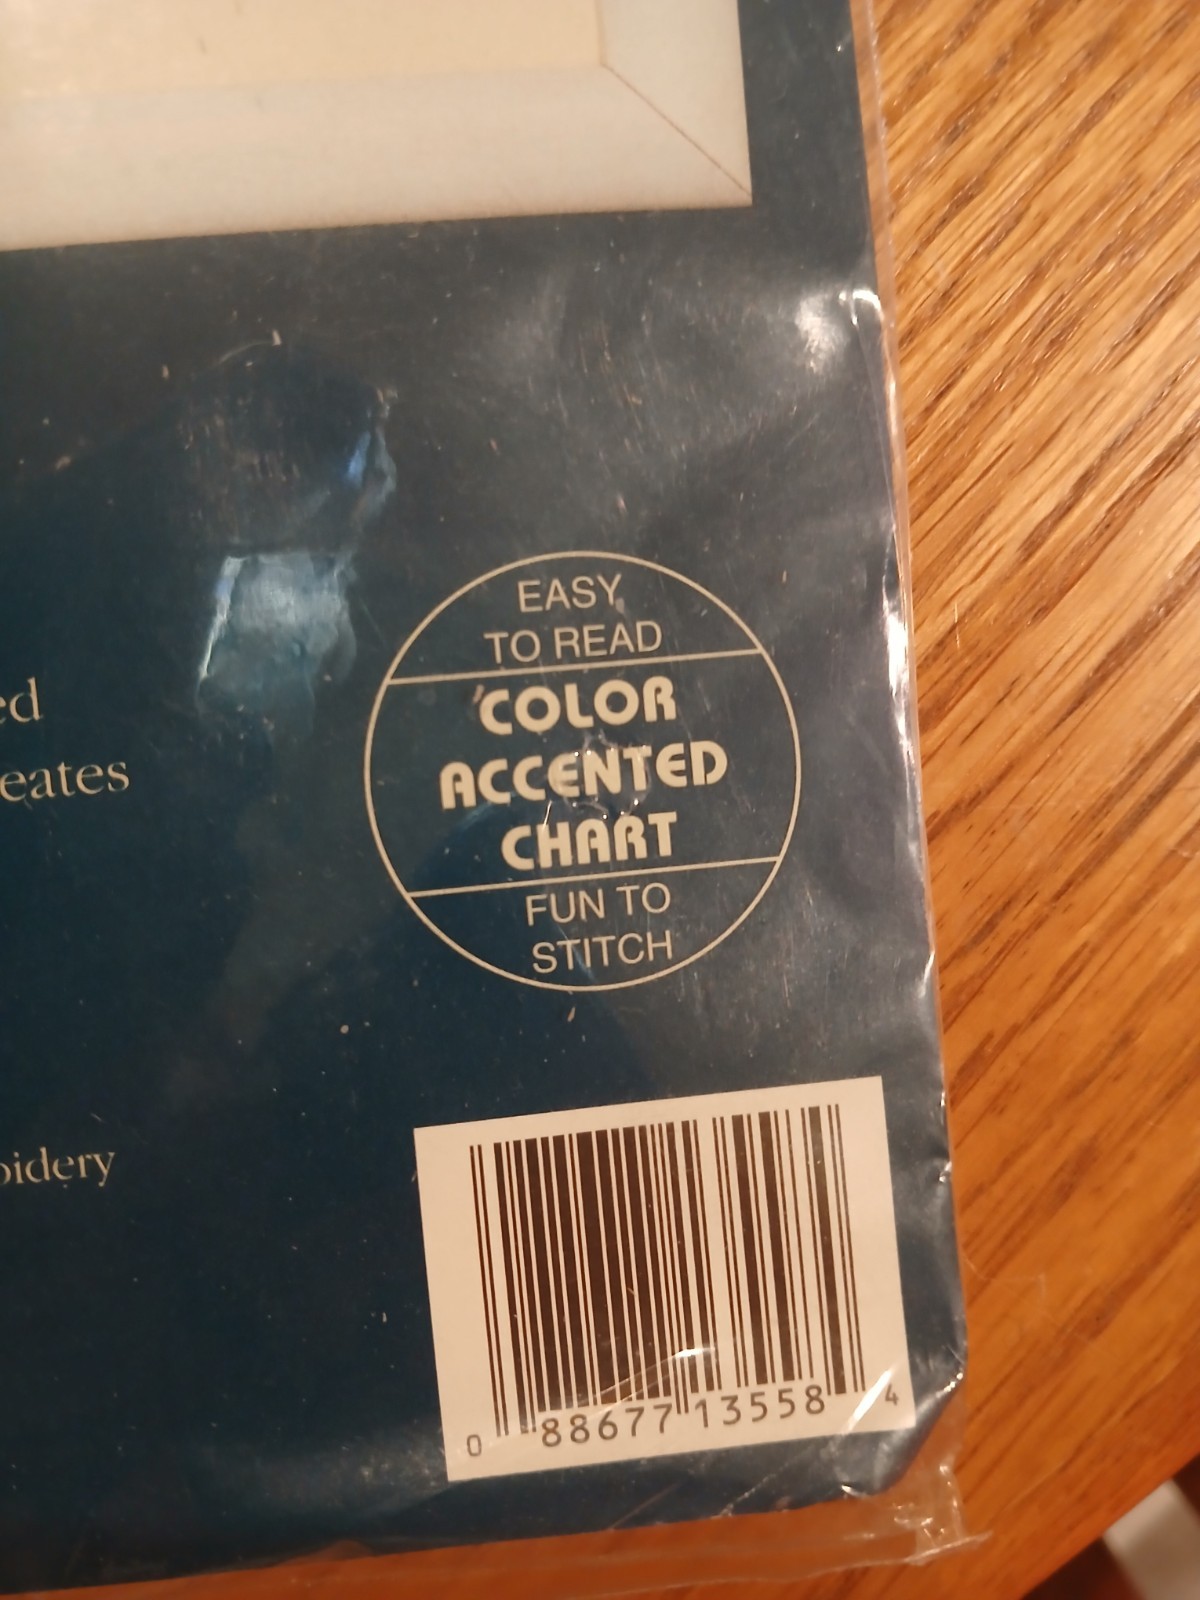 EASY
TO READ
COLOR
ACCENTED
CHART
FUN TO
STITCH
ed
eates
oidery
0 88677 13558 4